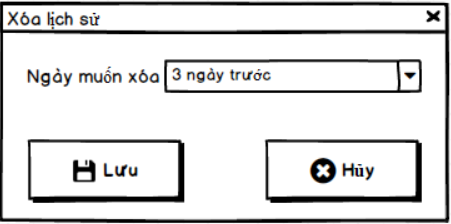 Xóa lịch sử
Ngày muốn xóa 3 ngày trước
Lưu
Hủy